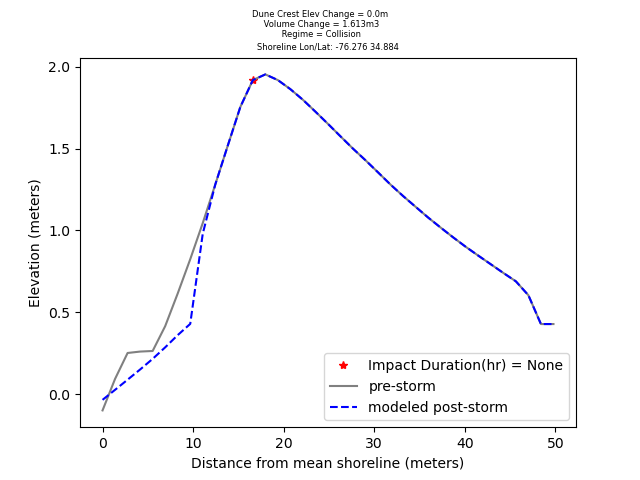 Dune Crest Elev Change = 0.0m
Volume Change = 1.613m3
Regime = Collision
Shoreline Lon/Lat: -76.276 34.884
2.0
1.5
1.0
0.5
0.0
Elevation (meters)
Impact Duration(hr) = None
pre-storm
modeled post-storm
0 10 20 30 40 50
Distance from mean shoreline (meters)